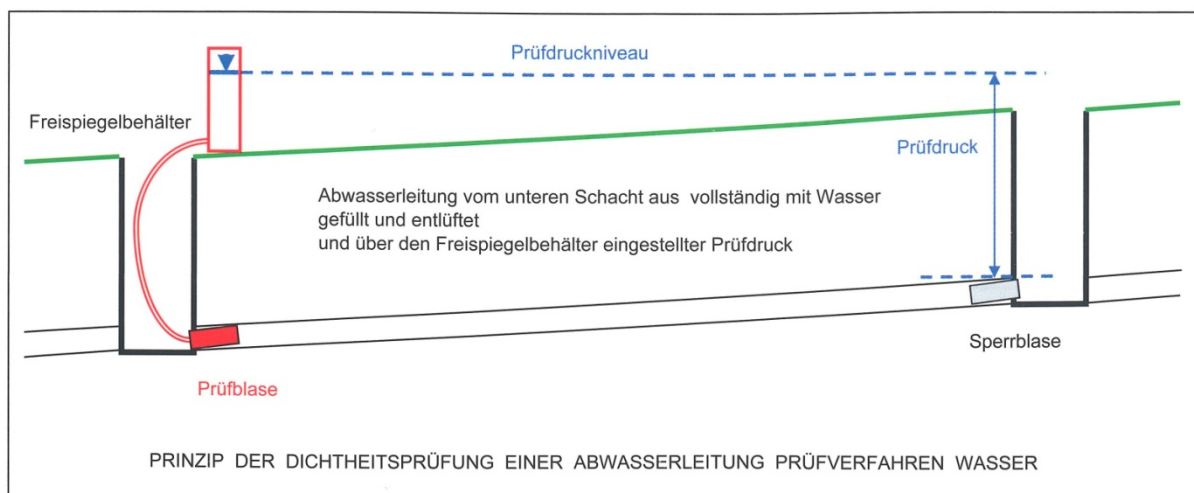 Prüfdruckniveau
Freispiegelbehälter
Prüfdruck
Abwasserleitung vom unteren Schacht aus vollständig mit Wasser
gefüllt und entlüftet
und über den Freispiegelbehälter eingestellter Prüfdruck
Sperrblase
Prüfblase
PRINZIP DER DICHTHEITSPRÜFUNG EINER ABWASSERLEITUNG PRÜFVERFAHREN WASSER